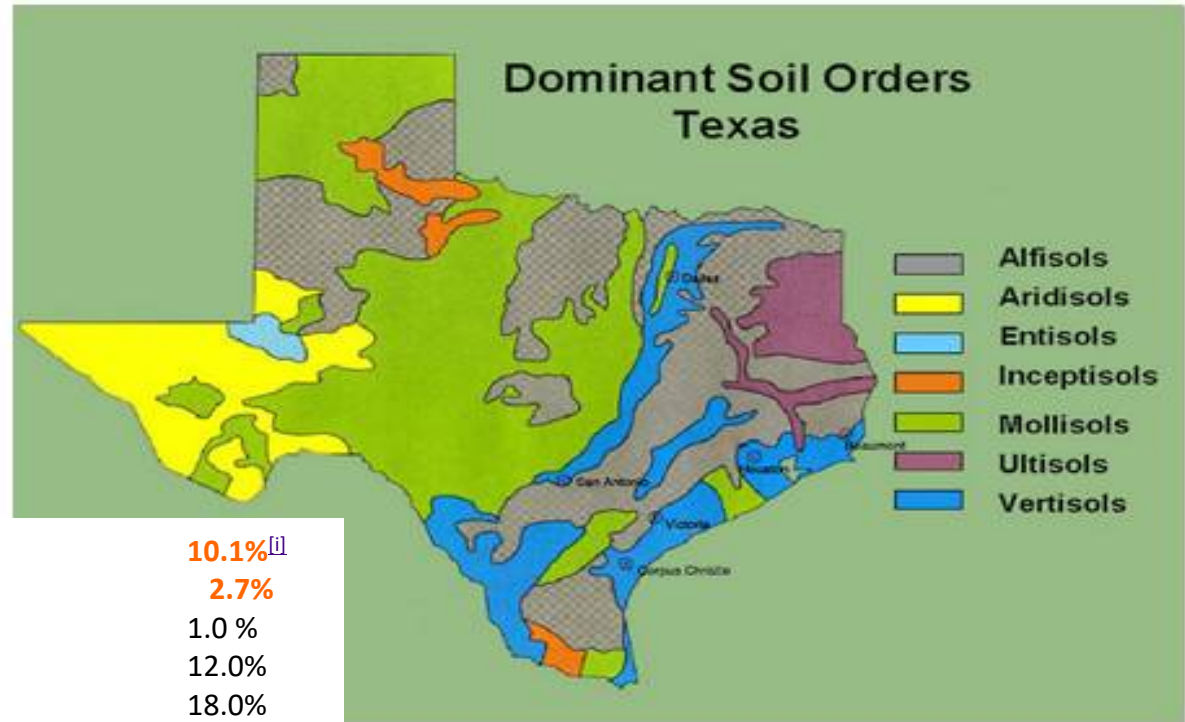 Dominant Soil Orders
Texas
Alfisols
Aridisols
Entisols
Inceptisols
Mollisols
Ultisols
Vertisols
Dallas
Beaumont
Houston
San Antonio
Victoria
Corpus Christie
10.1%[i]
2.7%
1.0 %
12.0%
18.0%